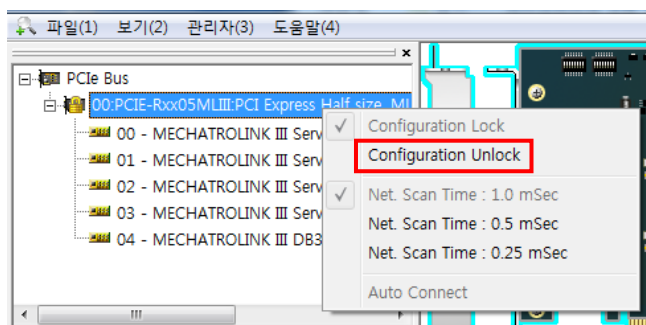 파일(1) 보기(2) 관리자(3) 도움말(4)
PCIe Bus
00:PCIE-Rxx05MLⅢ:PCI Express Half size, ML
00 - MECHATROLINK Ⅲ Serv
01 - MECHATROLINK Ⅲ Serv
02 - MECHATROLINK Ⅲ Serv
03 - MECHATROLINK Ⅲ Serv
04 - MECHATROLINK Ⅲ DB3
Configuration Lock
Configuration Unlock
Net. Scan Time : 1.0 mSec
Net. Scan Time : 0.5 mSec
Net. Scan Time : 0.25 mSec
Auto Connect